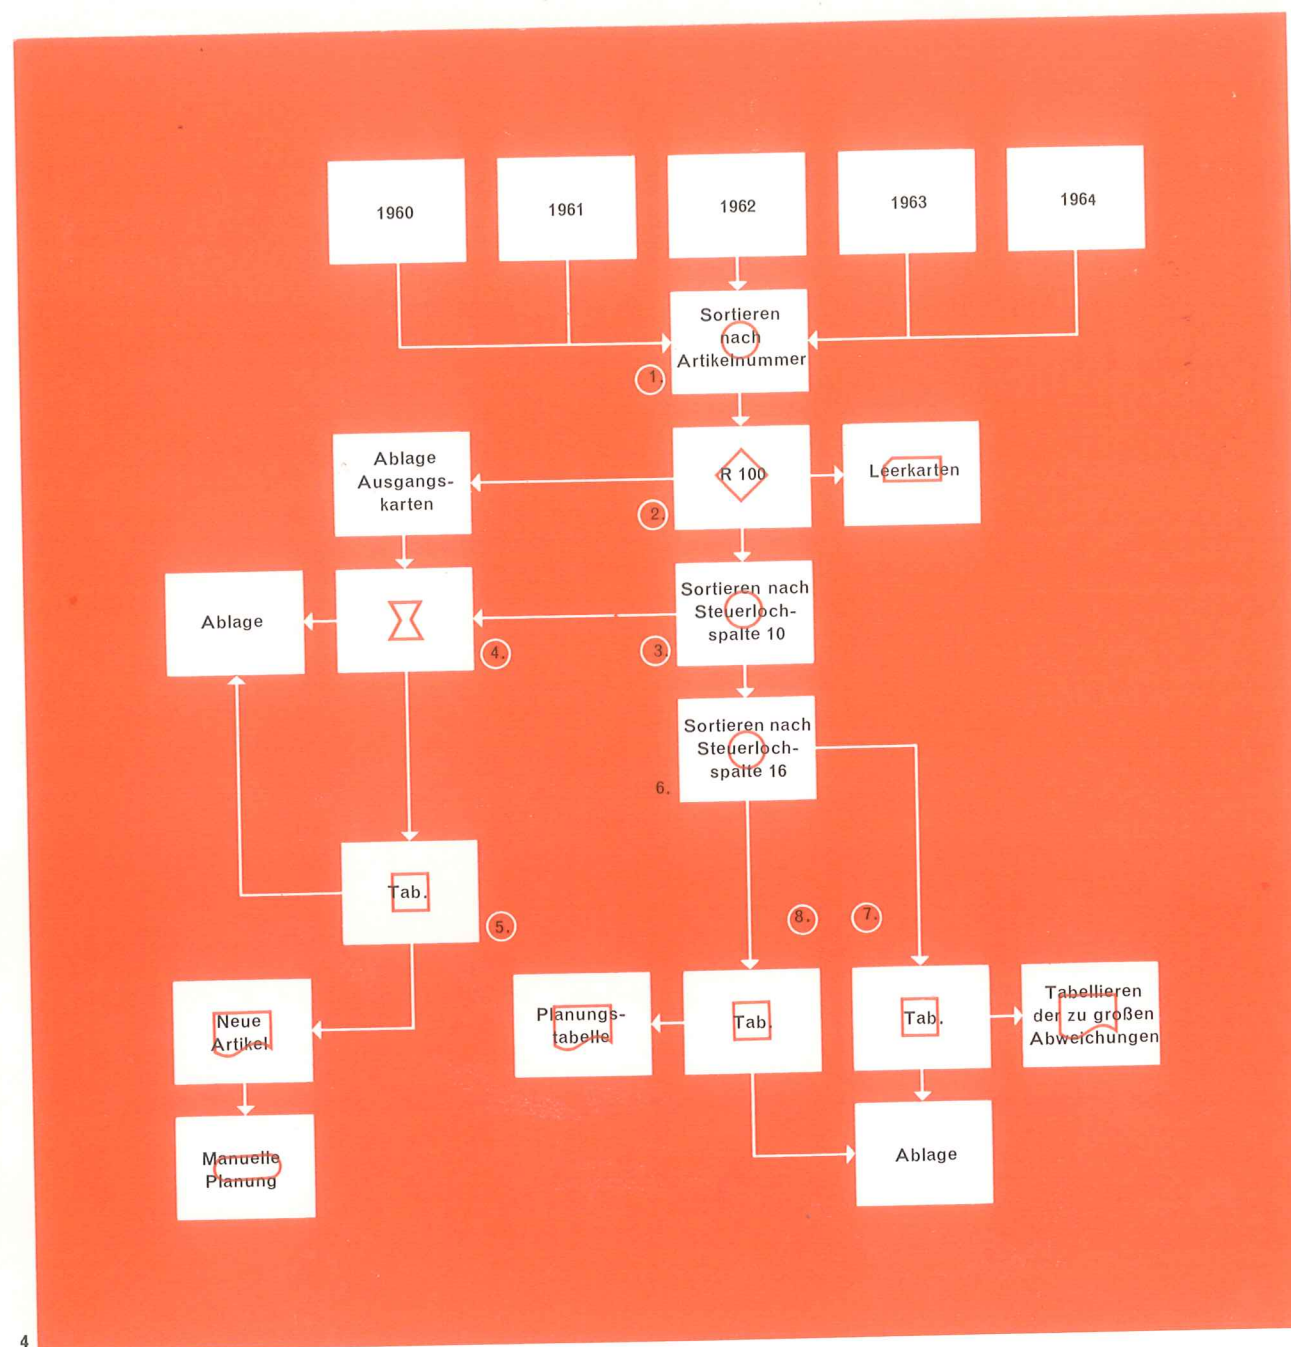 1960
1961
1962
1963
1964
Sortieren
nach
Artikelnummer
1.
Ablage
Ausgangs-
karten
R 100
Leerkarten
2.
Ablage
Sortieren nach
Steuerloch-
spalte 10
4.
3.
Sortieren nach
Steuerloch-
spalte 16
6.
Tab.
5.
8.
7.
Neue
Artikel
Planungs-
tabelle
Tab.
Tab.
Tabellieren
der zu großen
Abweichungen
Manuelle
Planung
Ablage
4